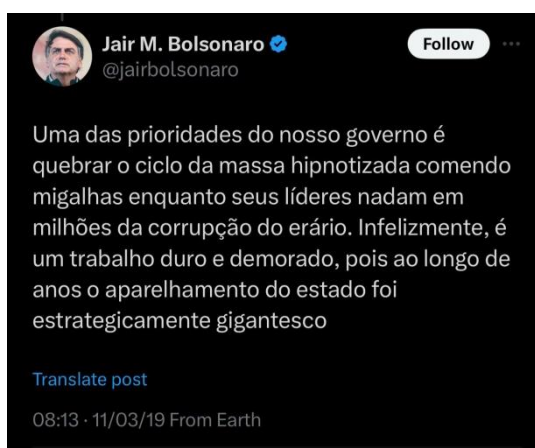 Jair M. Bolsonaro
Follow
@jairbolsonaro
Uma das prioridades do nosso governo é
quebrar o ciclo da massa hipnotizada comendo
migalhas enquanto seus líderes nadam em
milhões da corrupção do erário. Infelizmente, é
um trabalho duro e demorado, pois ao longo de
anos o aparelhamento do estado foi
estrategicamente gigantesco
Translate post
08:13 · 11/03/19 From Earth